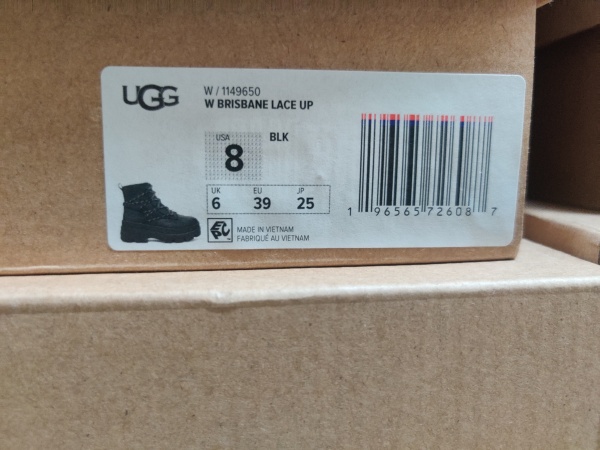 UGG
W / 1149650
W BRISBANE LACE UP
USA
8
BLK
UK EU JP
6 39 25
MADE IN VIETNAM
FABRIQUÉ AU VIETNAM
1 96565 72608 7